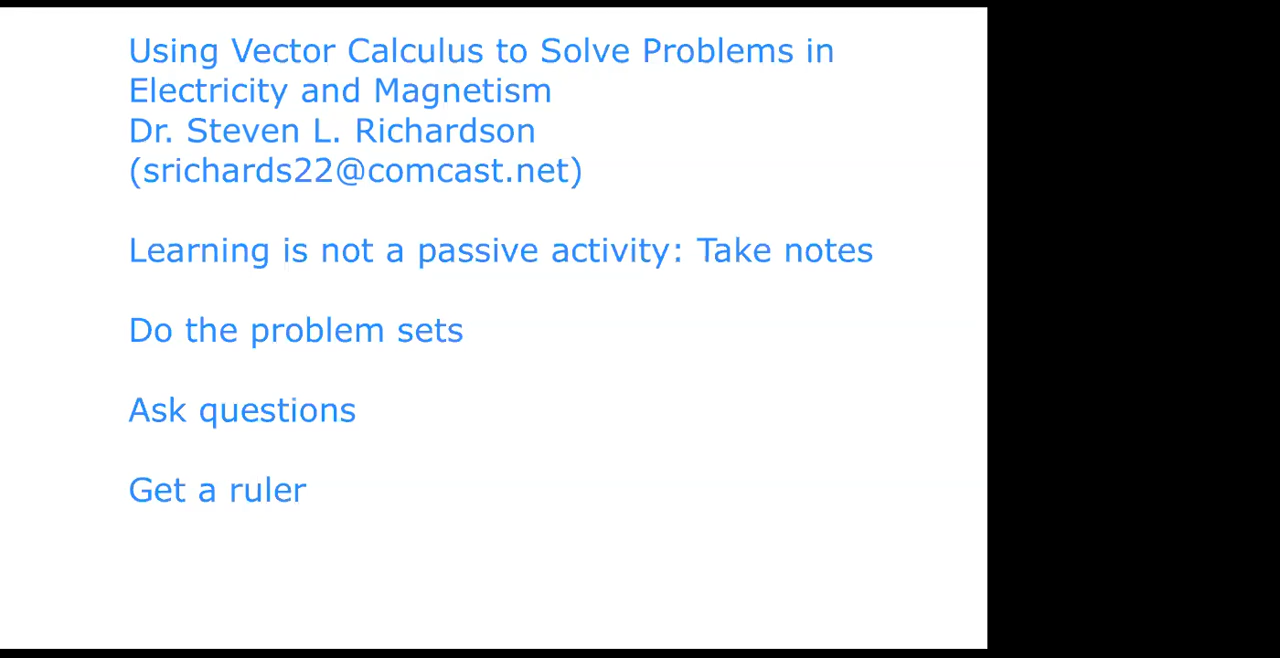 Using Vector Calculus to Solve Problems in
Electricity and Magnetism
Dr. Steven L. Richardson
(srichards22@comcast.net)
Learning is not a passive activity: Take notes
Do the problem sets
Ask questions
Get a ruler